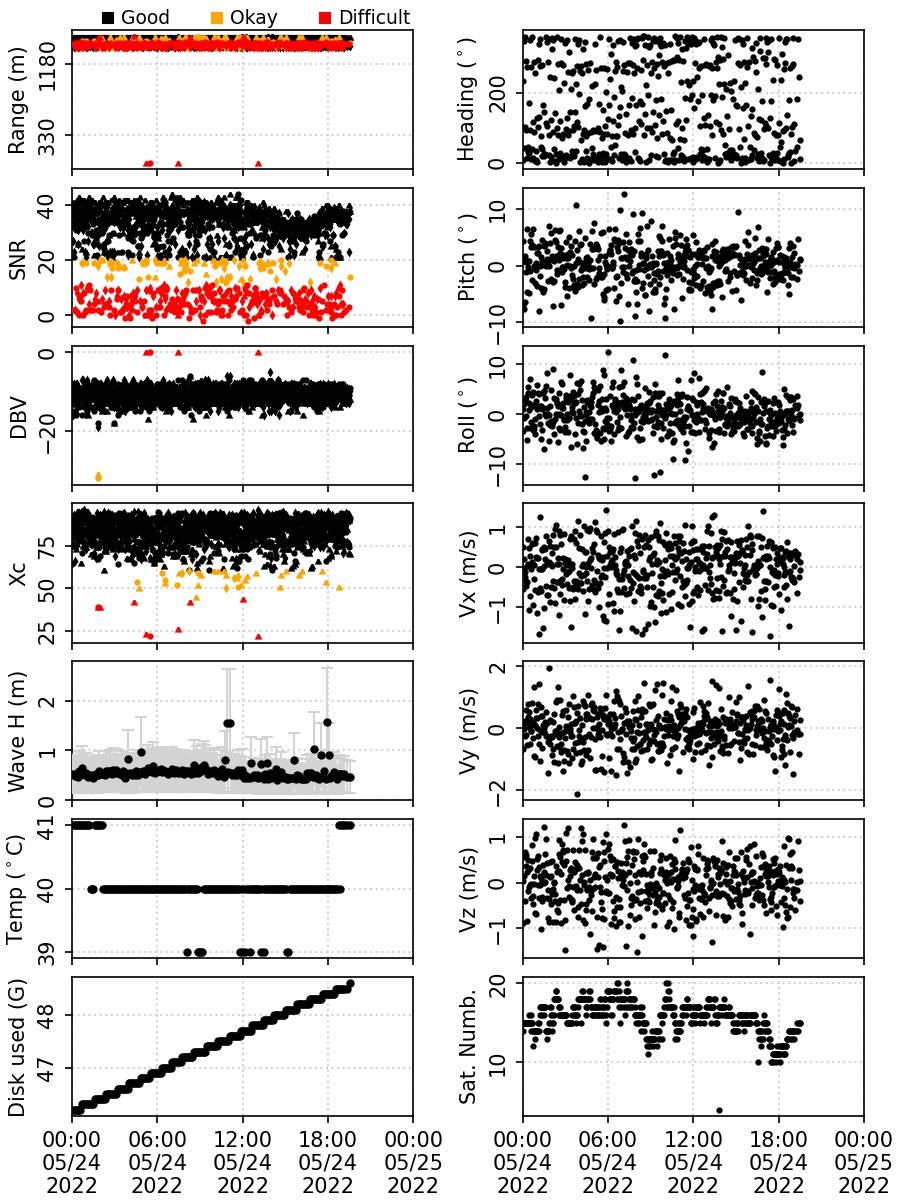 Good Okay Difficult
Range (m)
1180
330
Heading (°)
200
0
SNR
40
20
0
Pitch (°)
10
0
−10
DBV
0
−20
Roll (°)
10
0
−10
Xc
75
50
25
Vx (m/s)
1
0
−1
Wave H (m)
2
1
0
Vy (m/s)
2
0
−2
Temp (°C)
41
40
39
Vz (m/s)
1
0
−1
Disk used (G)
48
47
Sat. Numb.
20
10
00:00 06:00 12:00 18:00 00:00
05/24 05/24 05/24 05/24 05/25
2022 2022 2022 2022 2022
00:00 06:00 12:00 18:00 00:00
05/24 05/24 05/24 05/24 05/25
2022 2022 2022 2022 2022